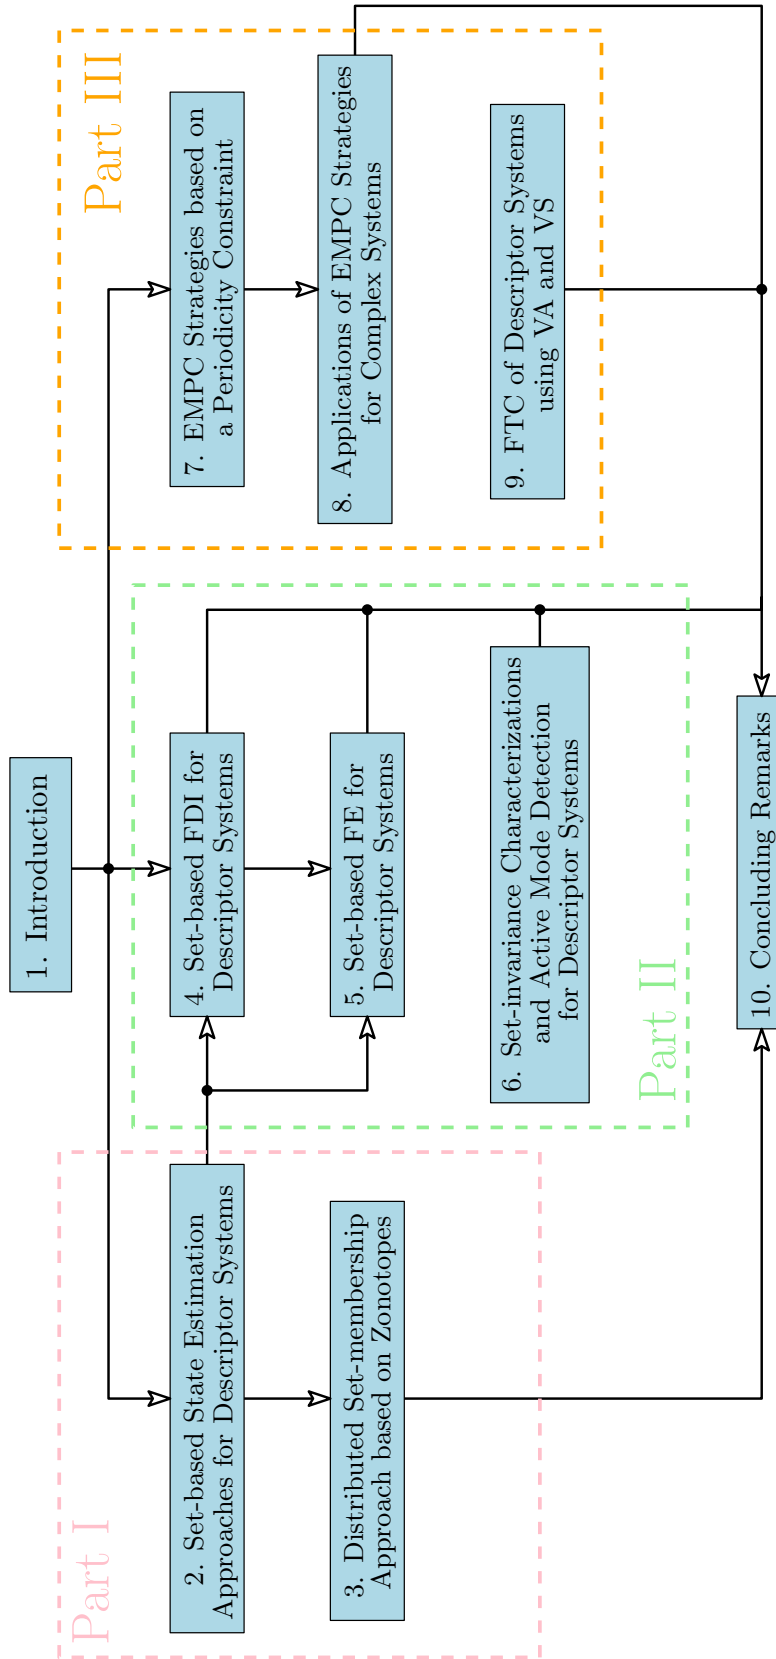 1. Introduction
Part I
2. Set-based State Estimation
Approaches for Descriptor Systems
3. Distributed Set-membership
Approach based on Zonotopes
4. Set-based FDI for
Descriptor Systems
5. Set-based FE for
Descriptor Systems
6. Set-invariance Characterizations
and Active Mode Detection
for Descriptor Systems
Part II
Part III
7. EMPC Strategies based on
a Periodicity Constraint
8. Applications of EMPC Strategies
for Complex Systems
9. FTC of Descriptor Systems
using VA and VS
10. Concluding Remarks